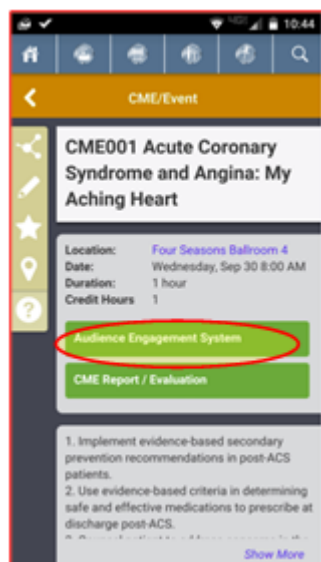 10:44
CME/Event
CME001 Acute Coronary
Syndrome and Angina: My
Aching Heart
Location: Four Seasons Ballroom 4
Date: Wednesday, Sep 30 8:00 AM
Duration: 1 hour
Credit Hours 1
Audience Engagement System
CME Report / Evaluation
1. Implement evidence-based secondary
prevention recommendations in post-ACS
patients.
2. Use evidence-based criteria in determining
safe and effective medications to prescribe at
discharge post-ACS.
Show More